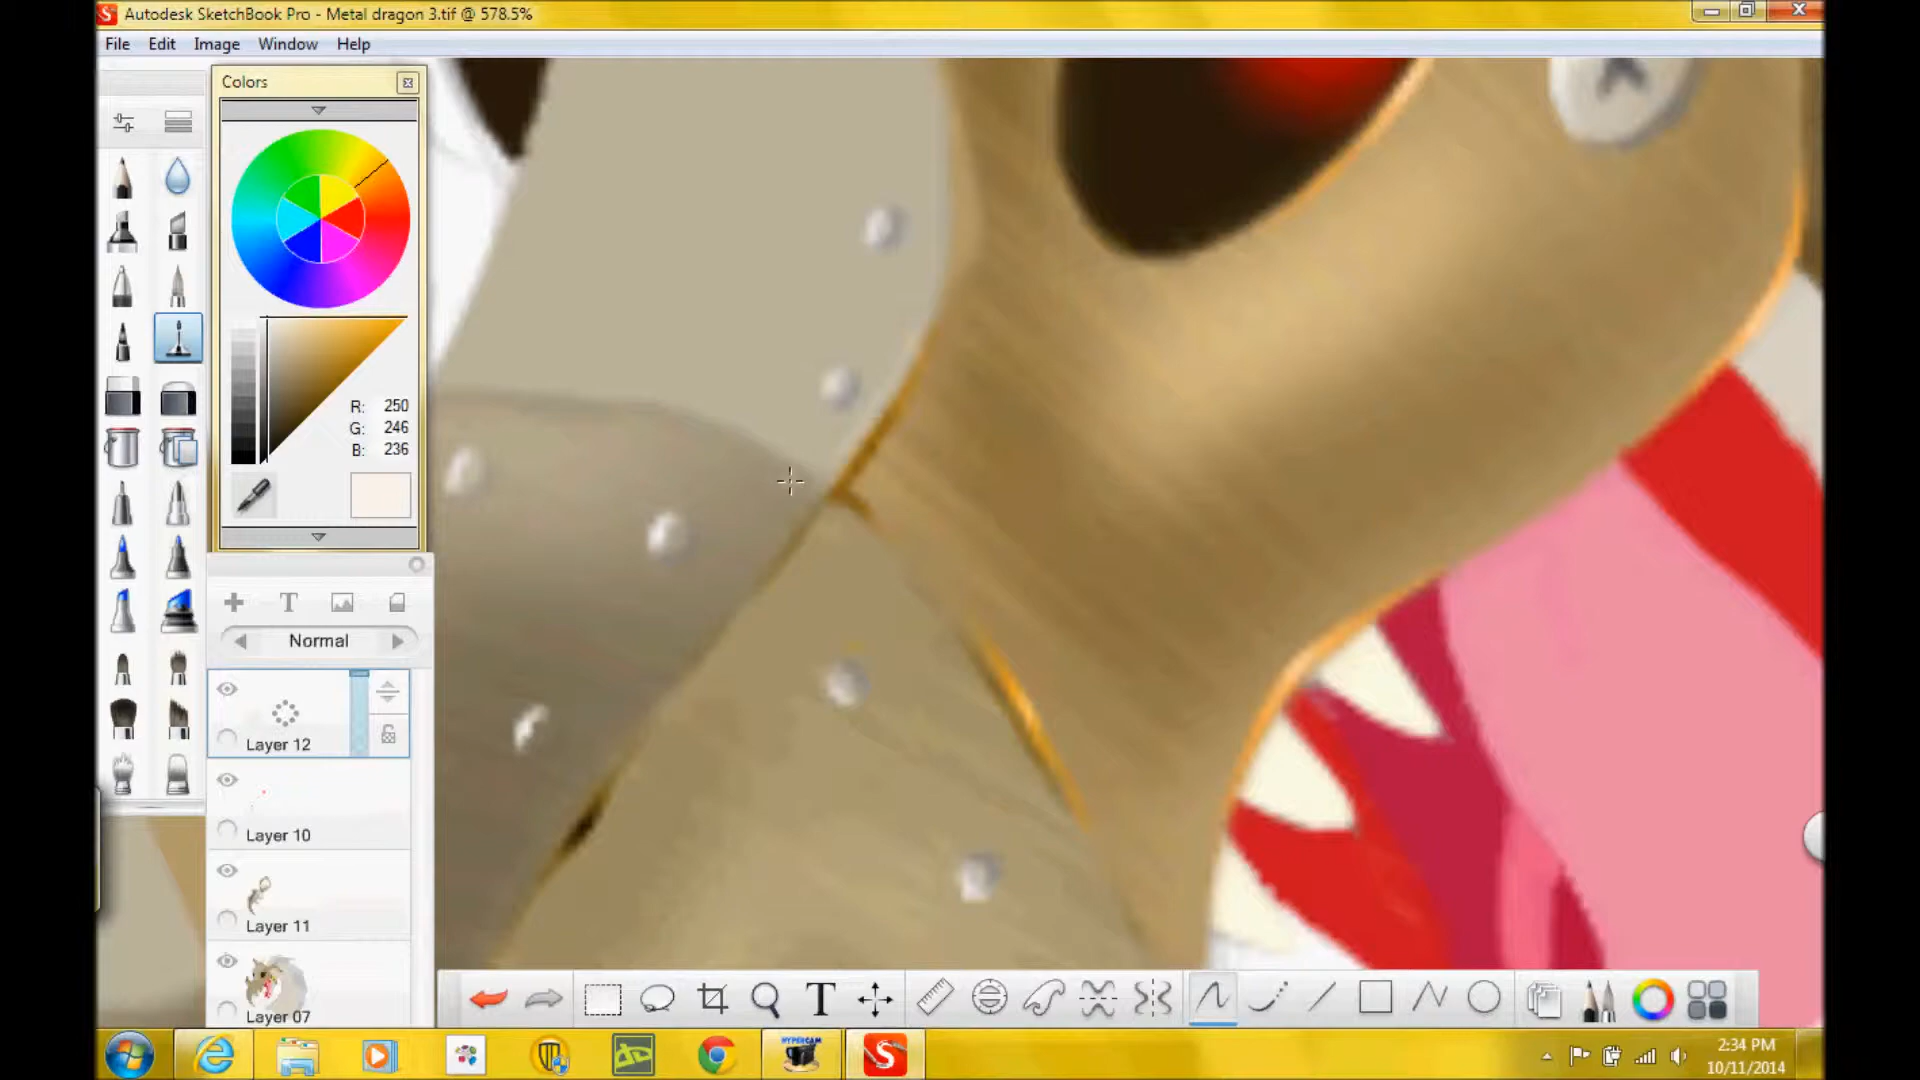 Autodesk SketchBook Pro - Metal dragon 3.tif @ 578.5%
File Edit Image Window Help
Colors
R: 250
G: 246
B: 236
T
Normal
Layer 12
Layer 10
Layer 11
Layer 07
T
HYPERCAM
2:34 PM
10/11/2014